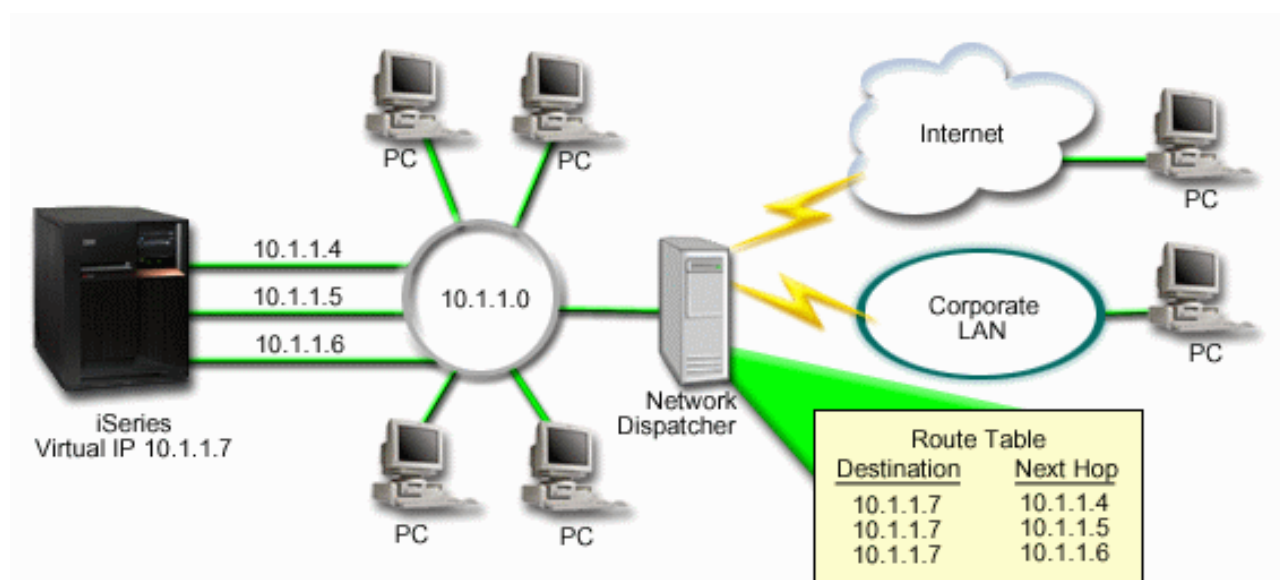 PC
PC
Internet
PC
10.1.1.4
10.1.1.5
10.1.1.6
10.1.1.0
Corporate
LAN
PC
iSeries
Virtual IP 10.1.1.7
Network
Dispatcher
PC
PC
Route Table
Destination Next Hop
10.1.1.7 10.1.1.4
10.1.1.7 10.1.1.5
10.1.1.7 10.1.1.6